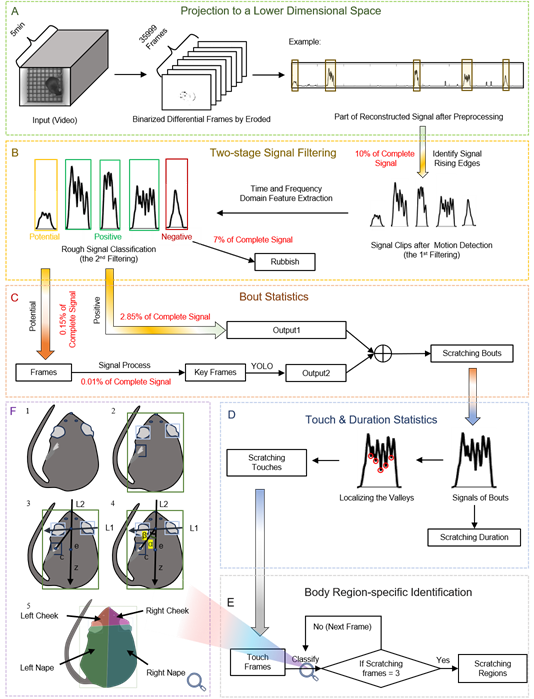 A
Projection to a Lower Dimensional Space
5min
Input (Video)
35999
Frames
Binarized Differential Frames by Eroded
Example:
Part of Reconstructed Signal after Preprocessing
B
Two-stage Signal Filtering
10% of Complete
Signal
Identify Signal
Rising Edges
Time and Frequency
Domain Feature Extraction
Potential
Positive
Negative
Rough Signal Classification
(the 2nd Filtering)
7% of Complete Signal
Rubbish
Signal Clips after Motion Detection
(the 1st Filtering)
C
Bout Statistics
Potential
0.15% of
Complete Signal
Positive
2.85% of Complete Signal
Output1
Frames
Signal Process
0.01% of Complete Signal
Key Frames
YOLO
Output2
Scratching Bouts
D
Touch & Duration Statistics
Scratching
Touches
Localizing the Valleys
Signals of Bouts
Scratching Duration
E
Body Region-specific Identification
No (Next Frame)
Touch
Frames
Classify
If Scratching
frames = 3
Yes
Scratching
Regions
F
1
2
3
L2
L1
e
z
4
L2
L1
e
z
5
Left Cheek
Right Cheek
Left Nape
Right Nape